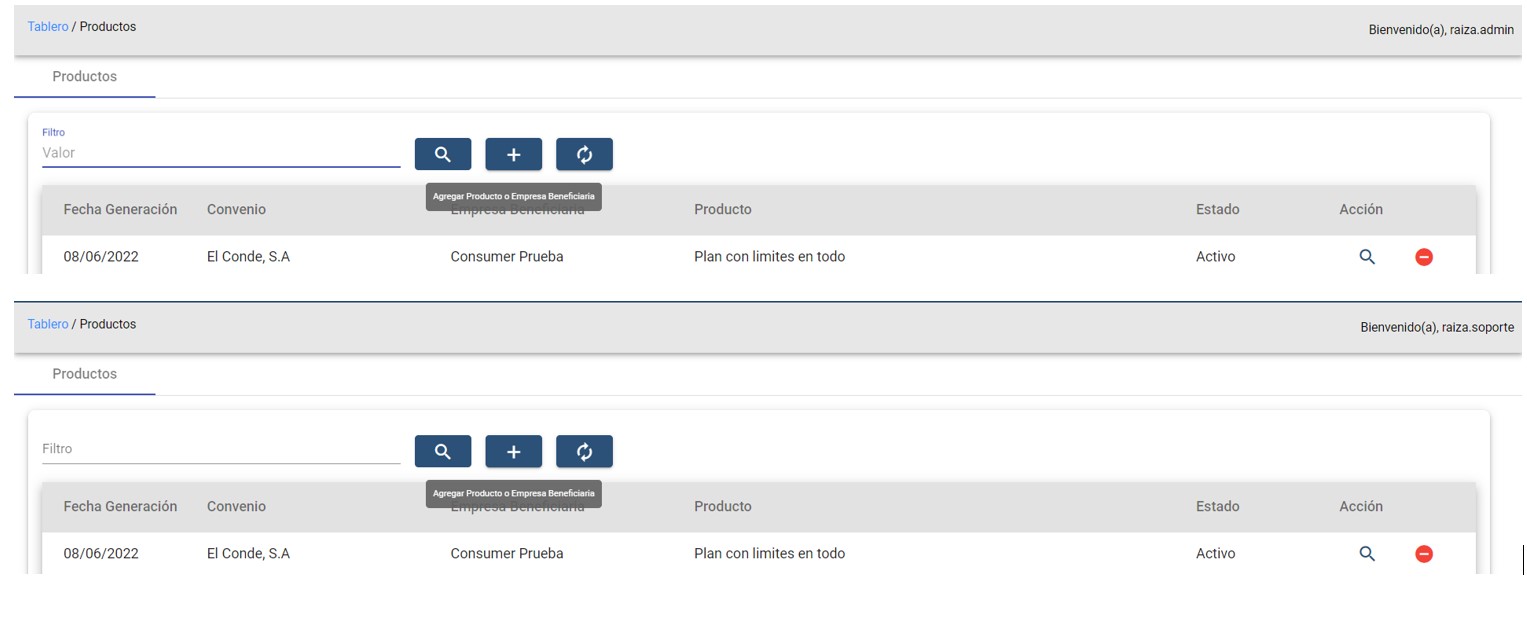 Tablero / Productos
Bienvenido(a), raiza.admin
Productos
Filtro
Valor
Agregar Producto o Empresa Beneficiaria
Fecha Generación Convenio Empresa Beneficiaria Producto Estado Acción
08/06/2022 El Conde, S.A Consumer Prueba Plan con limites en todo Activo
Tablero / Productos
Bienvenido(a), raiza.soporte
Productos
Filtro
Agregar Producto o Empresa Beneficiaria
Fecha Generación Convenio Empresa Beneficiaria Producto Estado Acción
08/06/2022 El Conde, S.A Consumer Prueba Plan con limites en todo Activo